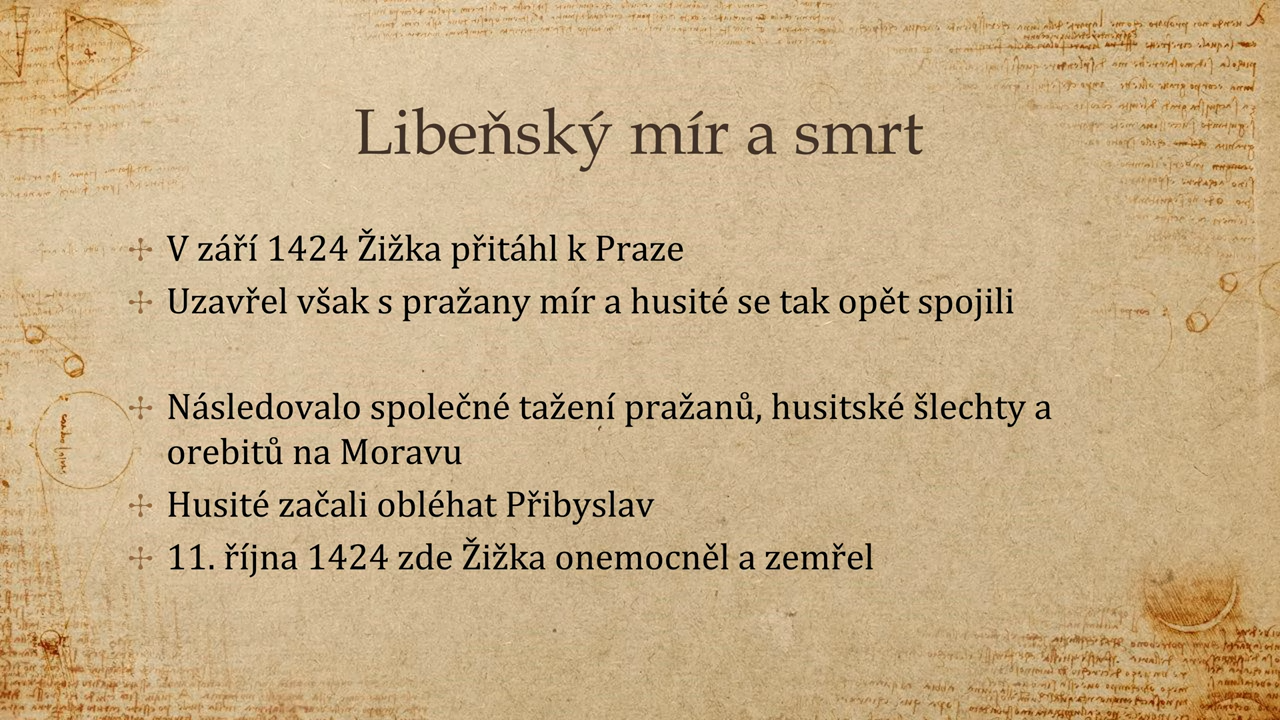 Libeňský mír a smrt
V září 1424 Žižka přitáhl k Praze
Uzavřel však s pražany mír a husité se tak opět spojili
Následovalo společné tažení pražanů, husitské šlechty a
orebitů na Moravu
Husité začali obléhat Přibyslav
11. října 1424 zde Žižka onemocněl a zemřel